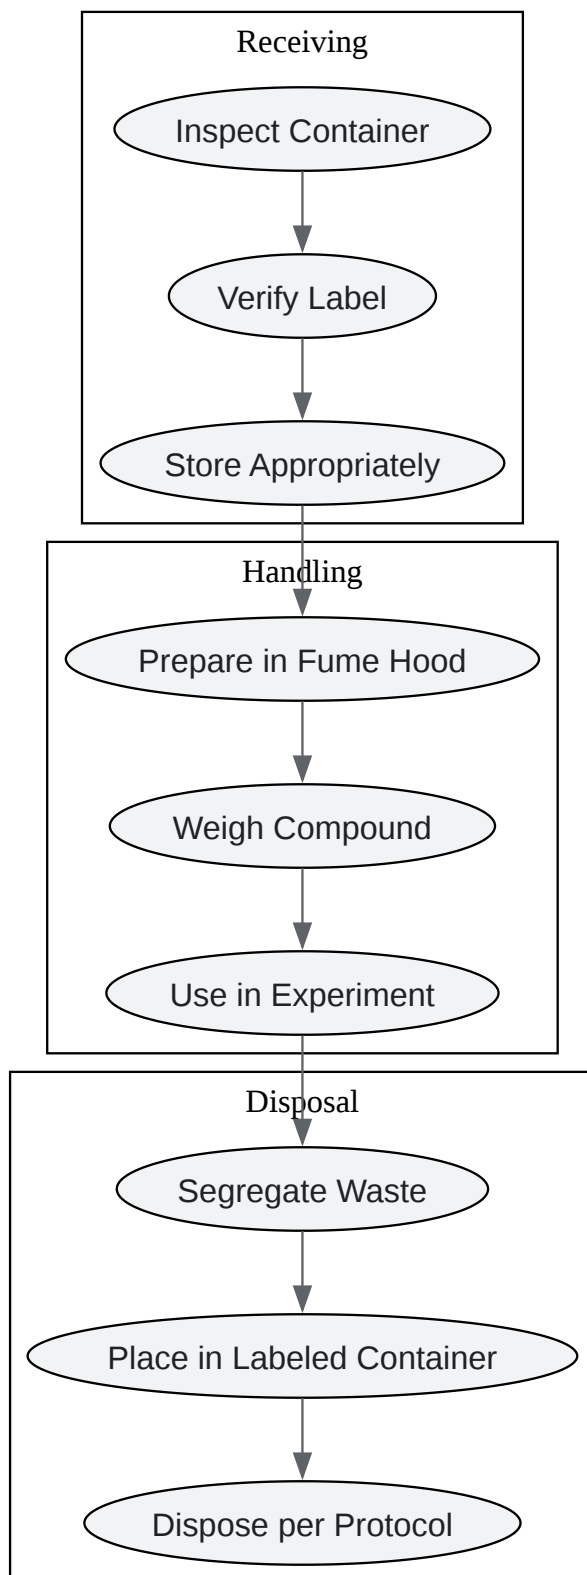 Receiving
Inspect Container
Verify Label
Store Appropriately
Handling
Prepare in Fume Hood
Weigh Compound
Use in Experiment
Disposal
Segregate Waste
Place in Labeled Container
Dispose per Protocol